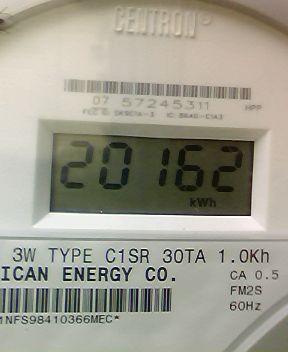 CENTRON®
07 57245311 HPP
20162
kWh
3W TYPE C1SR 30TA 1.0Kh
ICAN ENERGY CO. CA 0.5
FM2S
60Hz
1NFS98410366MEC*